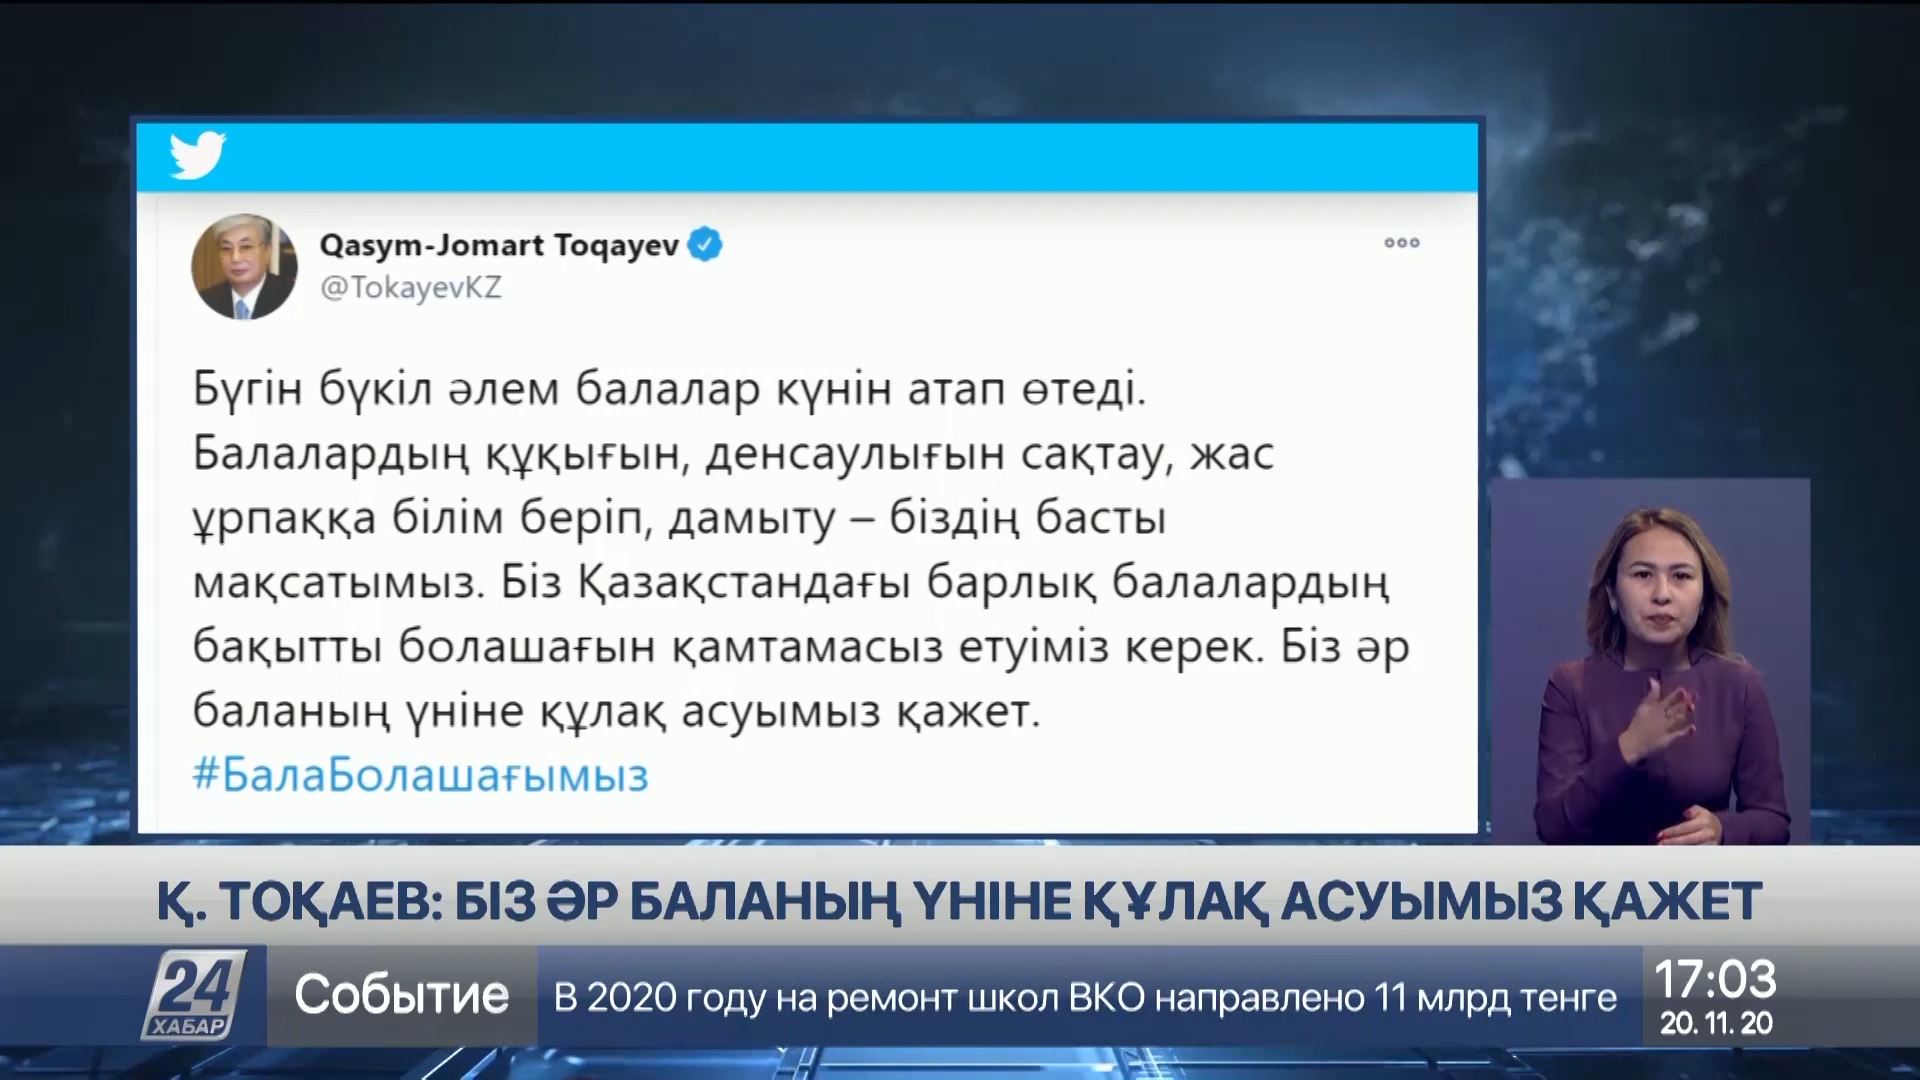 Qasym-Jomart Toqayev
@TokayevKZ
Бүгін бүкіл әлем балалар күнін атап өтеді.
Балалардың құқығын, денсаулығын сақтау, жас
ұрпаққа білім беріп, дамыту – біздің басты
мақсатымыз. Біз Қазақстандағы барлық балалардың
бақытты болашағын қамтамасыз етуіміз керек. Біз әр
баланың үніне құлақ асуымыз қажет.
#БалаБолашағымыз
Қ. ТОҚАЕВ: БІЗ ӘР БАЛАНЫҢ ҮНІНЕ ҚҰЛАҚ АСУЫМЫЗ ҚАЖЕТ
24
ХАБАР
Событие
В 2020 году на ремонт школ ВКО направлено 11 млрд тенге
17:03
20. 11. 20